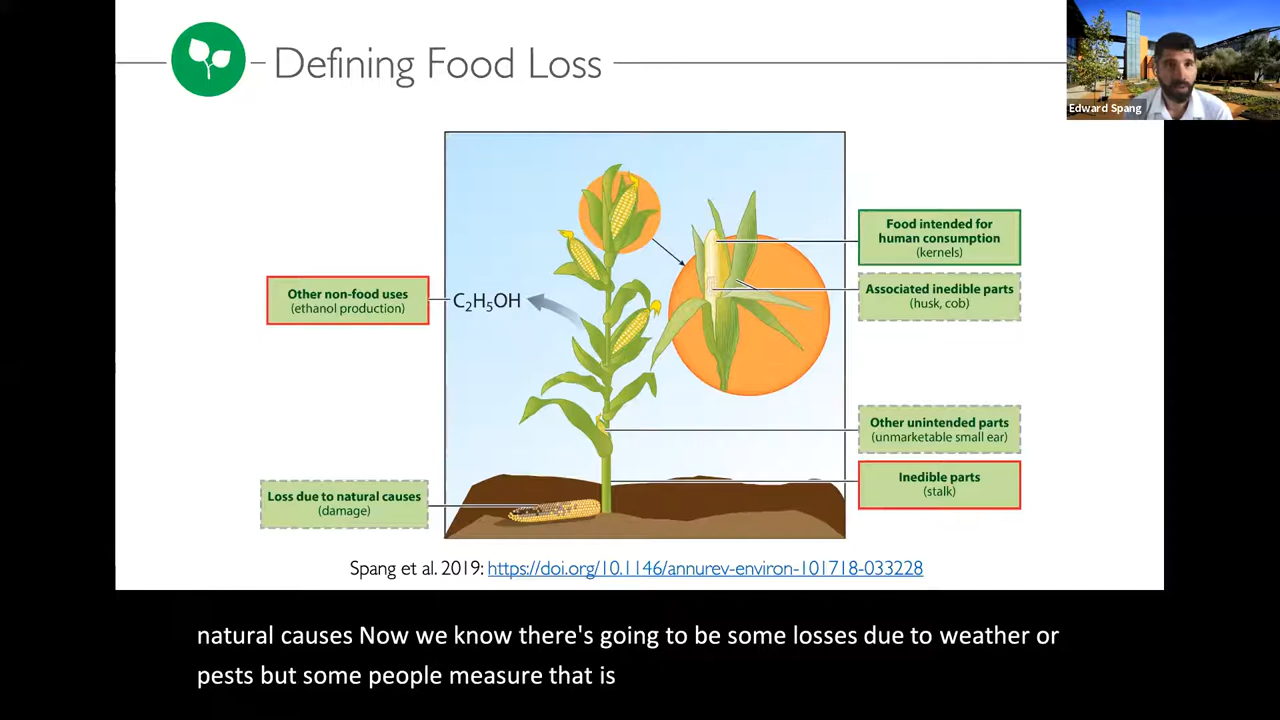 Defining Food Loss
Edward Spang
Food intended for
human consumption
(kernels)
Associated inedible parts
(husk, cob)
Other non-food uses
(ethanol production)
C₂H₅OH
Other unintended parts
(unmarketable small ear)
Inedible parts
(stalk)
Loss due to natural causes
(damage)
Spang et al. 2019: https://doi.org/10.1146/annurev-environ-101718-033228
natural causes Now we know there's going to be some losses due to weather or
pests but some people measure that is